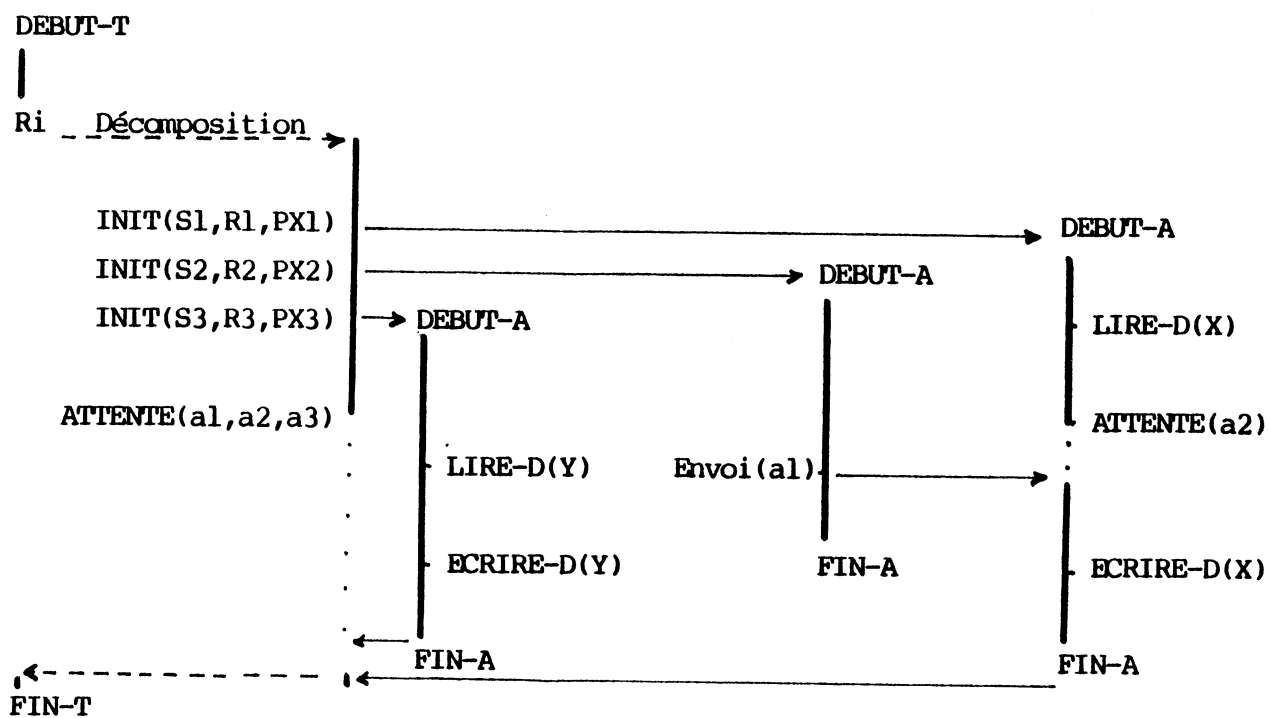 DEBUT-T
Ri Décomposition
INIT(S1,R1,PX1) DEBUT-A
INIT(S2,R2,PX2) DEBUT-A
INIT(S3,R3,PX3) DEBUT-A LIRE-D(X)
ATTENTE(a1,a2,a3) ATTENTE(a2)
LIRE-D(Y) Envoi(a1)
ECRIRE-D(Y) FIN-A ECRIRE-D(X)
FIN-A FIN-A
FIN-T